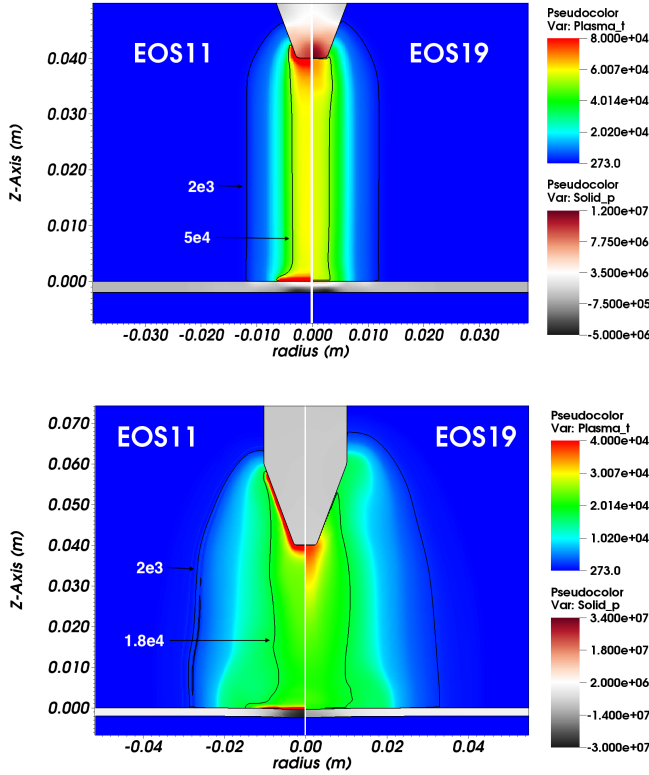 Pseudocolor
Var: Plasma_t
8.000e+04
6.007e+04
4.014e+04
2.020e+04
273.0
Pseudocolor
Var: Solid_p
1.200e+07
7.750e+06
3.500e+06
-7.500e+05
-5.000e+06
EOS11
EOS19
2e3
5e4
Z-Axis (m)
0.040
0.030
0.020
0.010
0.000
-0.030
-0.020
-0.010
0.000
0.010
0.020
0.030
radius (m)
Pseudocolor
Var: Plasma_t
4.000e+04
3.007e+04
2.014e+04
1.020e+04
273.0
Pseudocolor
Var: Solid_p
3.400e+07
1.800e+07
2.000e+06
-1.400e+07
-3.000e+07
EOS11
EOS19
2e3
1.8e4
Z-Axis (m)
0.070
0.060
0.050
0.040
0.030
0.020
0.010
0.000
-0.04
-0.02
0.00
0.02
0.04
radius (m)